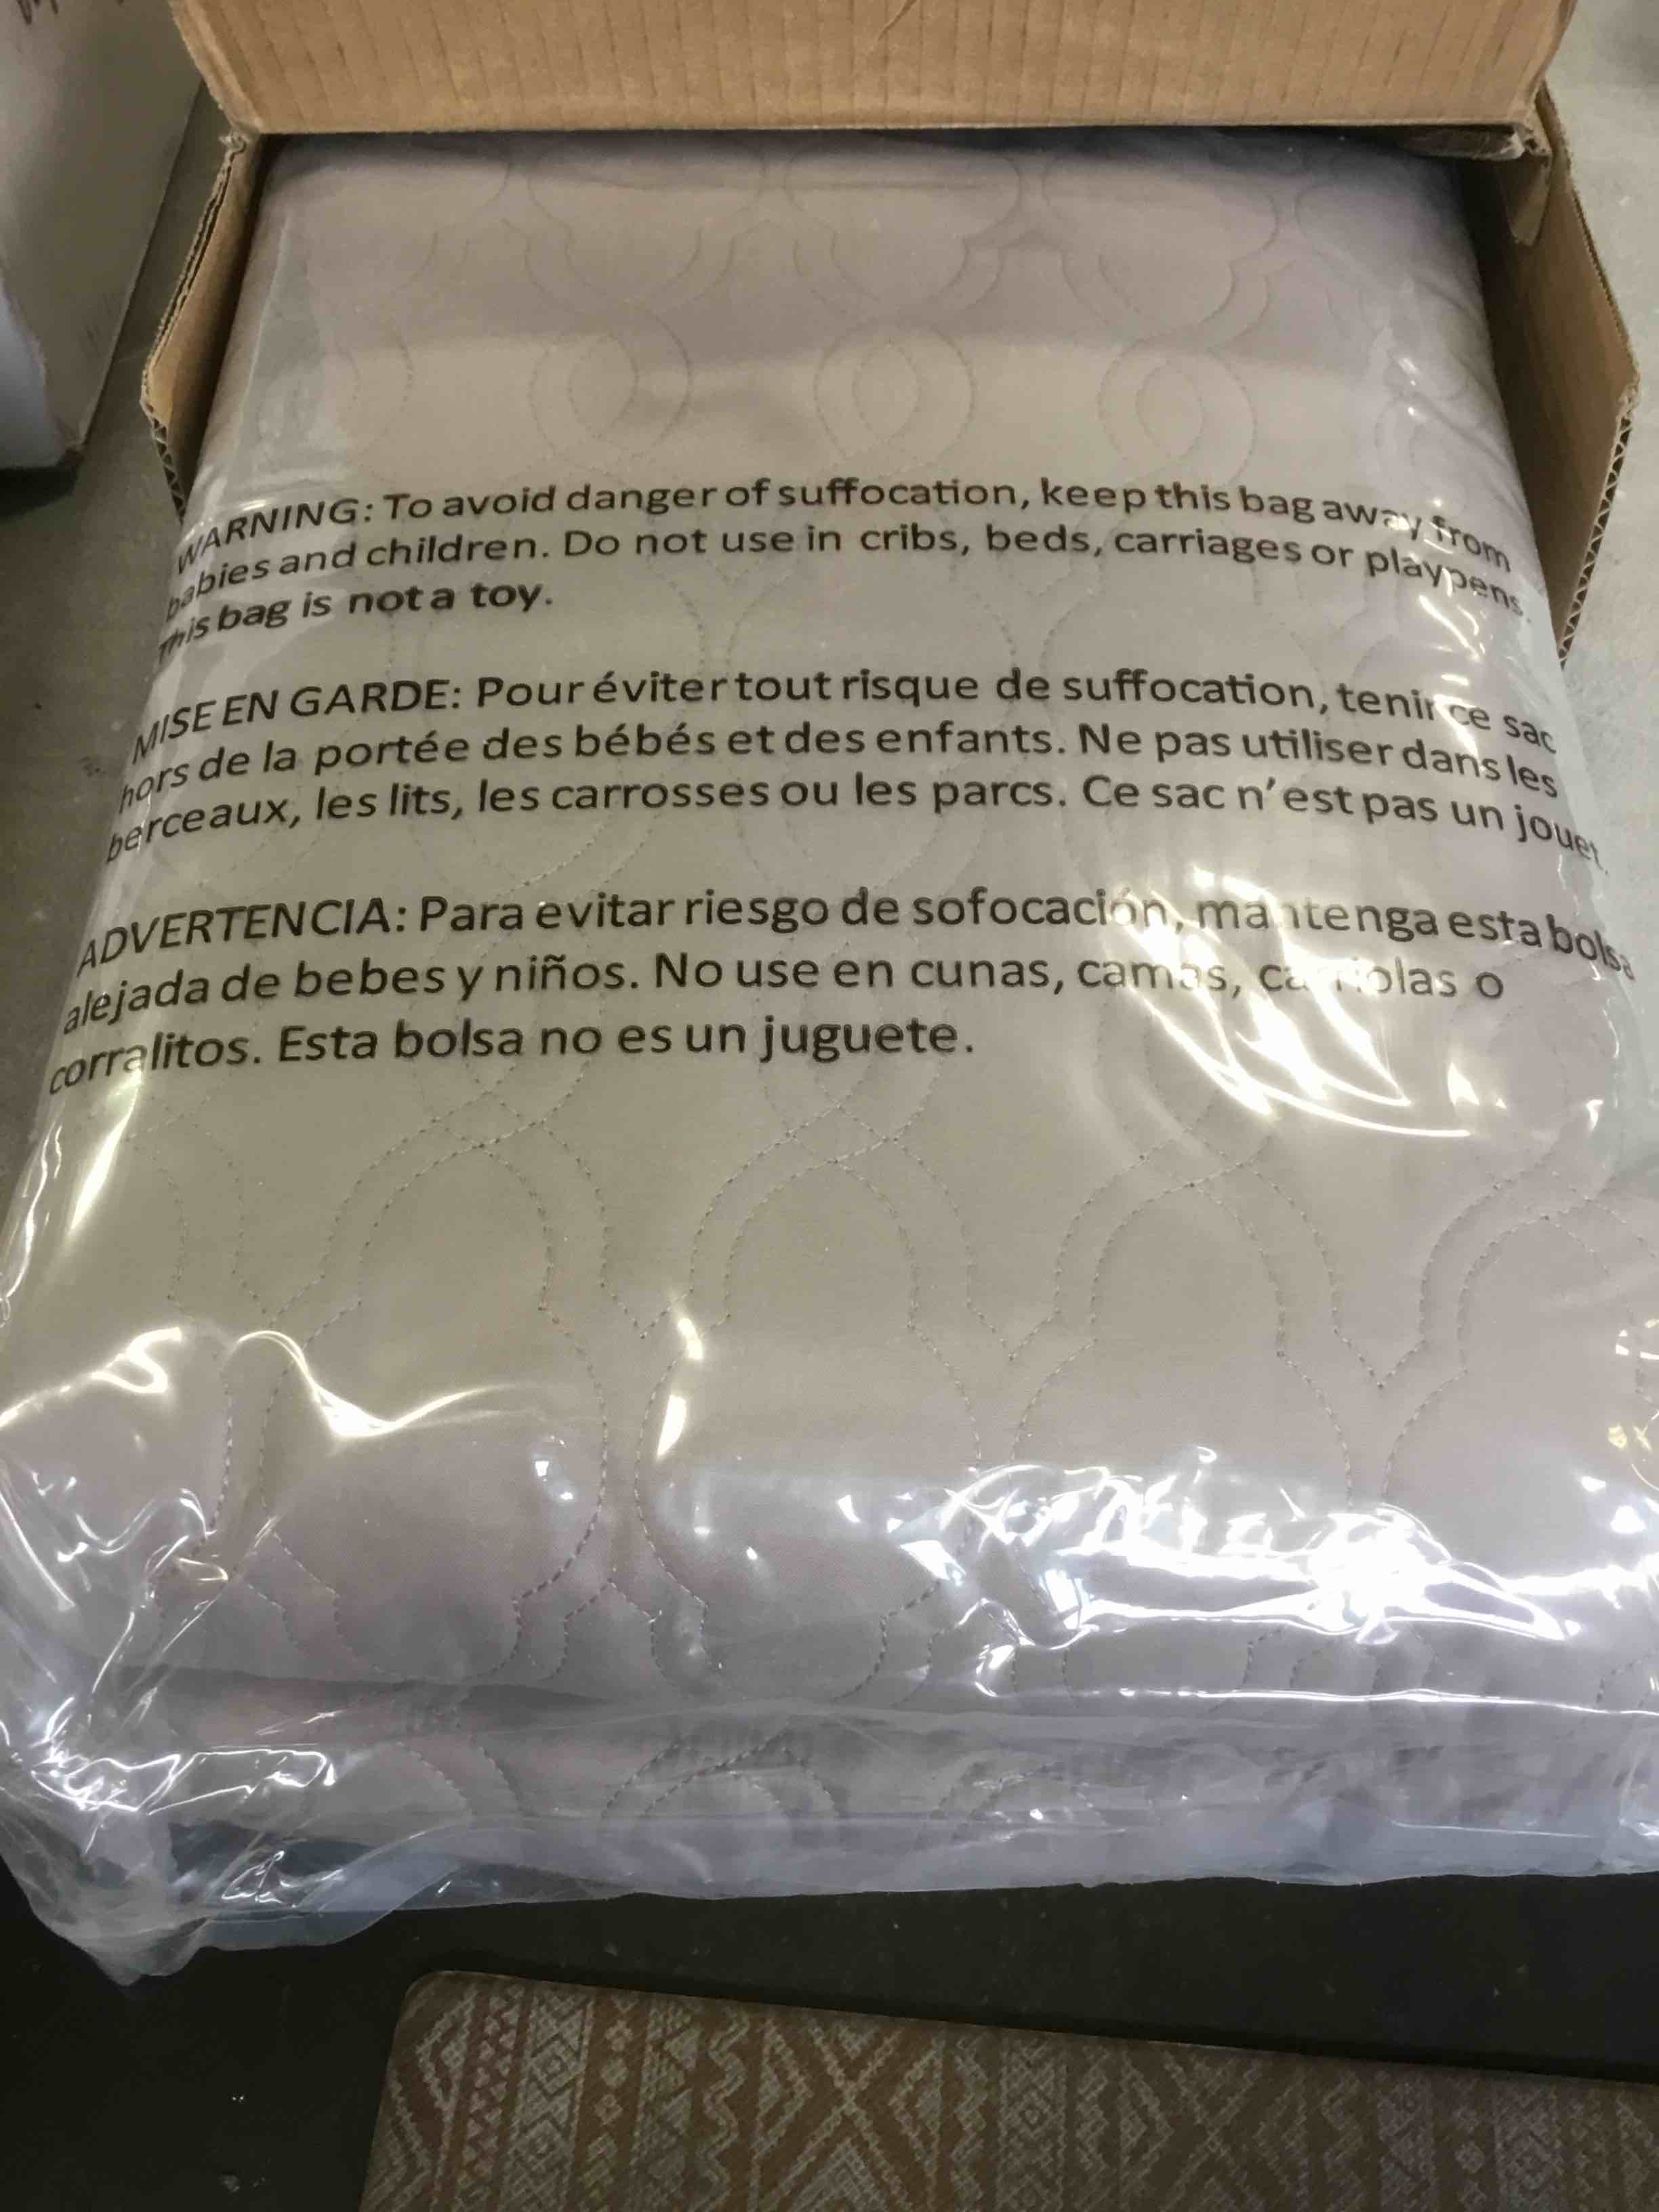 WARNING: To avoid danger of suffocation, keep this bag away from
babies and children. Do not use in cribs, beds, carriages or playpens.
This bag is not a toy.
MISE EN GARDE: Pour éviter tout risque de suffocation, tenir ce sac
hors de la portée des bébés et des enfants. Ne pas utiliser dans les
berceaux, les lits, les carrosses ou les parcs. Ce sac n'est pas un jouet.
ADVERTENCIA: Para evitar riesgo de sofocación, mantenga esta bolsa
alejada de bebes y niños. No use en cunas, camas, carriolas o
corralitos. Esta bolsa no es un juguete.